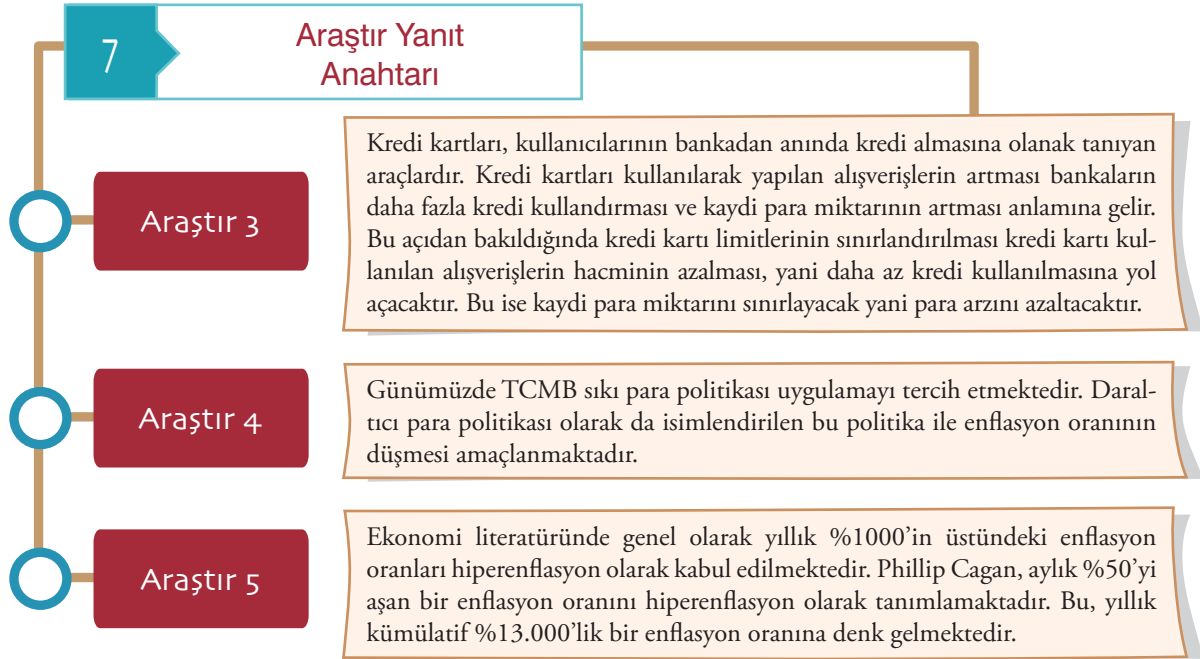 7
Araştır Yanıt
Anahtarı
Araştır 3
Kredi kartları, kullanıcılarının bankadan anında kredi almasına olanak tanıyan
araçlardır. Kredi kartları kullanılarak yapılan alışverişlerin artması bankaların
daha fazla kredi kullandırması ve kaydi para miktarının artması anlamına gelir.
Bu açıdan bakıldığında kredi kartı limitlerinin sınırlandırılması kredi kartı kul-
lanılan alışverişlerin hacminin azalması, yani daha az kredi kullanılmasına yol
açacaktır. Bu ise kaydi para miktarını sınırlayacak yani para arzını azaltacaktır.
Araştır 4
Günümüzde TCMB sıkı para politikası uygulamayı tercih etmektedir. Daral-
tıcı para politikası olarak da isimlendirilen bu politika ile enflasyon oranının
düşmesi amaçlanmaktadır.
Araştır 5
Ekonomi literatüründe genel olarak yıllık %1000’in üstündeki enflasyon
oranları hiperenflasyon olarak kabul edilmektedir. Phillip Cagan, aylık %50’yi
aşan bir enflasyon oranını hiperenflasyon olarak tanımlamaktadır. Bu, yıllık
kümülatif %13.000’lik bir enflasyon oranına denk gelmektedir.